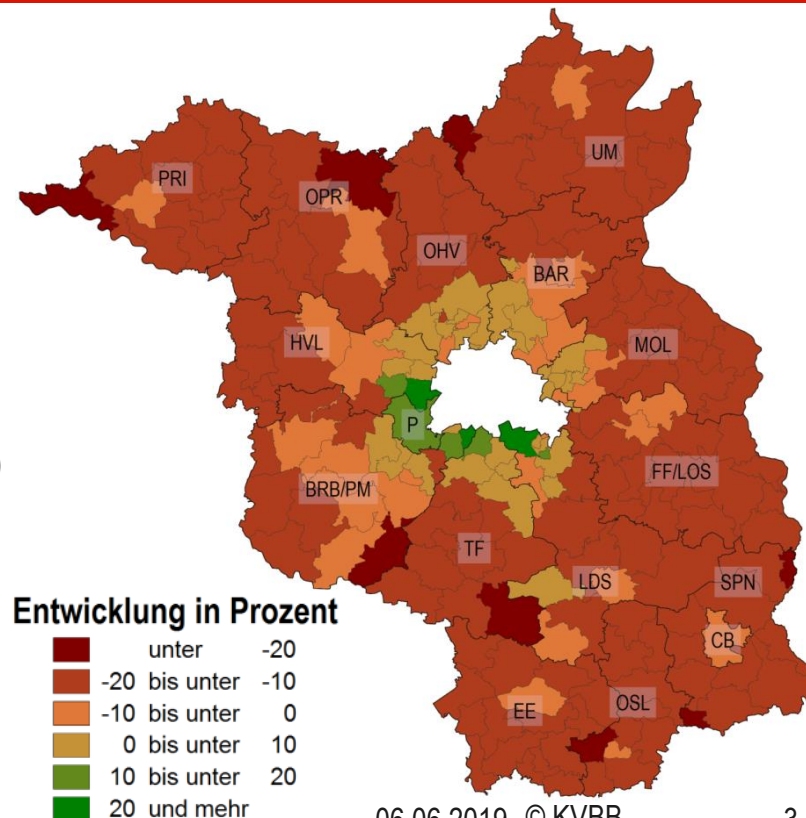 UM
PRI
OPR
OHV
BAR
HVL
MOL
P
BRB/PM
FF/LOS
TF
LDS
SPN
CB
EE
OSL
Entwicklung in Prozent
unter -20
-20 bis unter -10
-10 bis unter 0
0 bis unter 10
10 bis unter 20
20 und mehr
06.06.2019 © KVBB 3